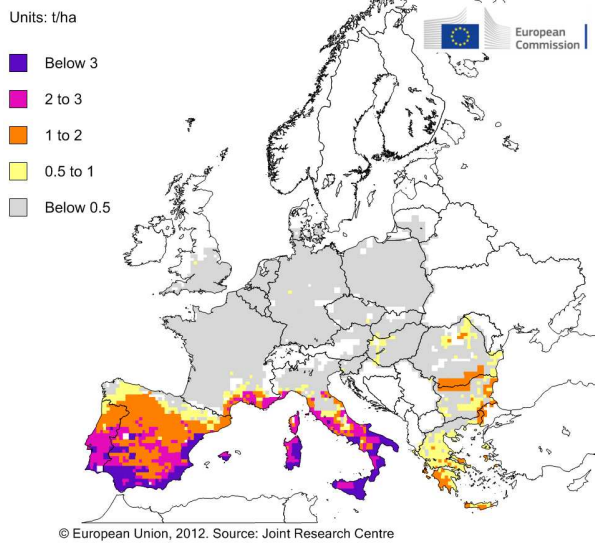 Units: t/ha
European
Commission
Below 3
2 to 3
1 to 2
0.5 to 1
Below 0.5
© European Union, 2012. Source: Joint Research Centre